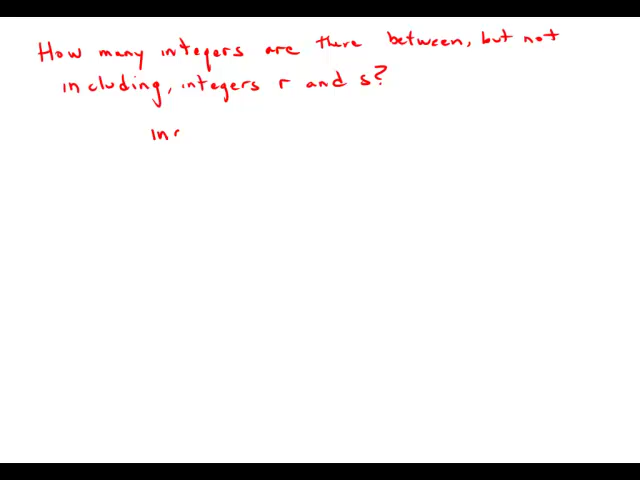 How many integers are there between, but not
including, integers r and s?